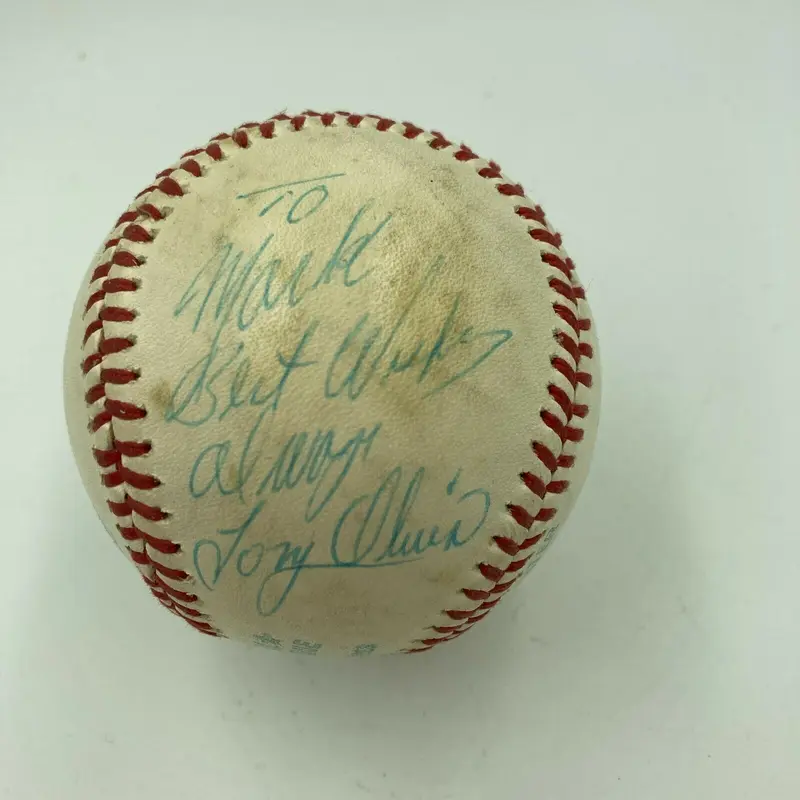 To
Mark
Best Wishes
always
Tony Oliva